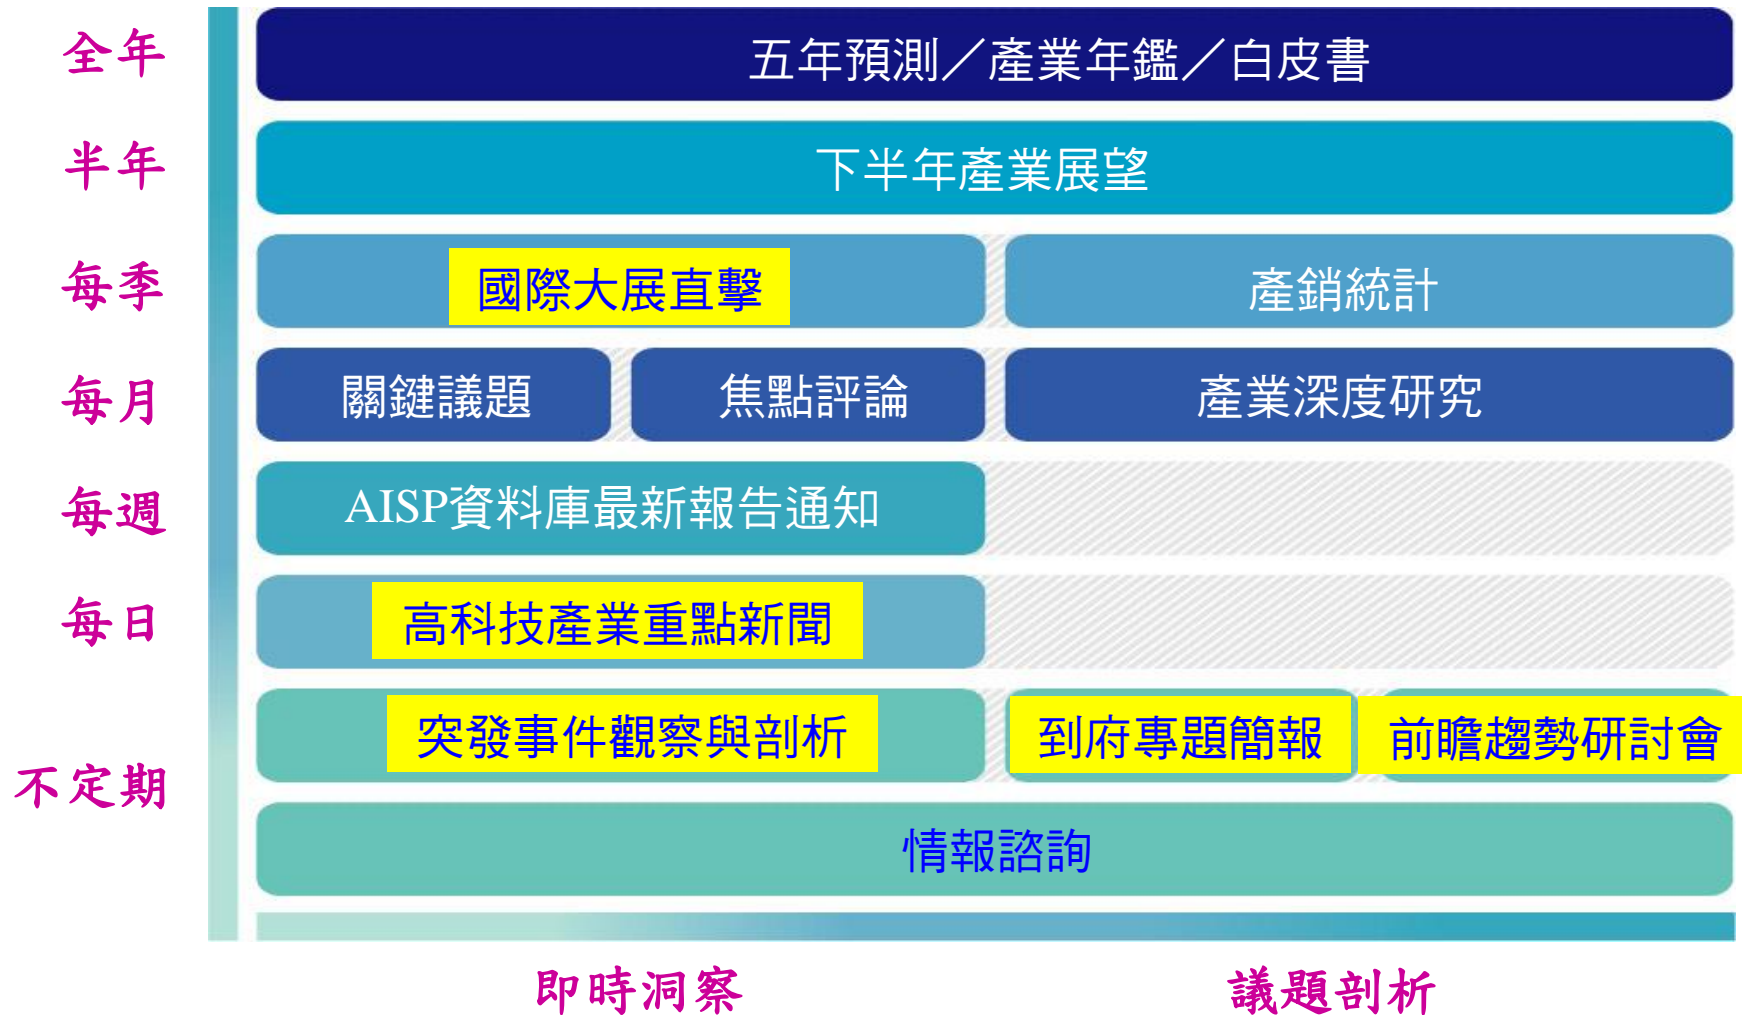 全年
五年預測／產業年鑑／白皮書
半年
下半年產業展望
每季
國際大展直擊
產銷統計
每月
關鍵議題
焦點評論
產業深度研究
每週
AISP資料庫最新報告通知
每日
高科技產業重點新聞
不定期
突發事件觀察與剖析
到府專題簡報
前瞻趨勢研討會
情報諮詢
即時洞察
議題剖析